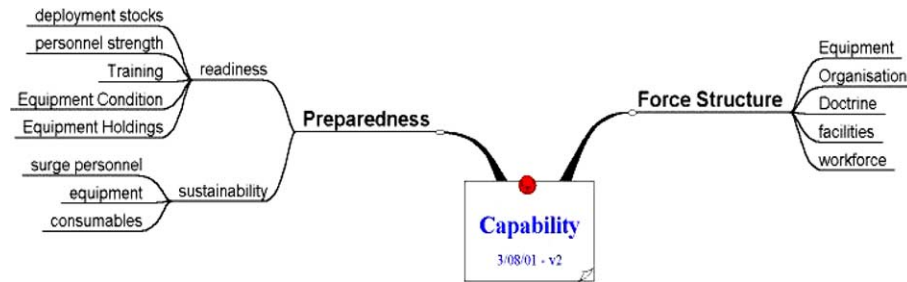 deployment stocks
personnel strength
Training
Equipment Condition
Equipment Holdings
readiness
surge personnel
equipment
consumables
sustainability
Preparedness
Force Structure
Equipment
Organisation
Doctrine
facilities
workforce
Capability
3/08/01 - v2